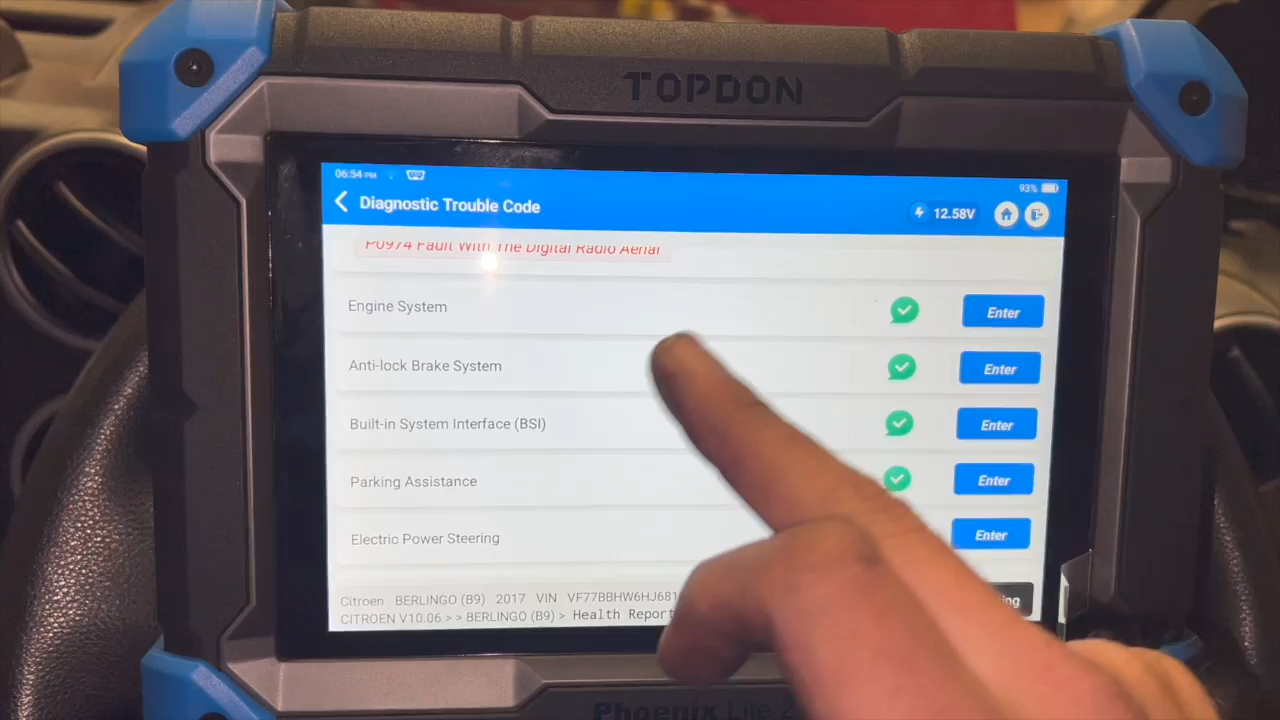 TOPDON
06:54 PM
93%
Diagnostic Trouble Code
12.58V
P0974 Fault With The Digital Radio Aerial
Engine System
Enter
Anti-lock Brake System
Enter
Built-in System Interface (BSI)
Enter
Parking Assistance
Enter
Electric Power Steering
Enter
Citroen BERLINGO (B9) 2017 VIN VF77BBHW6HJ681
CITROEN V10.06 > > BERLINGO (B9) > Health Report
Phoenix Lite 2